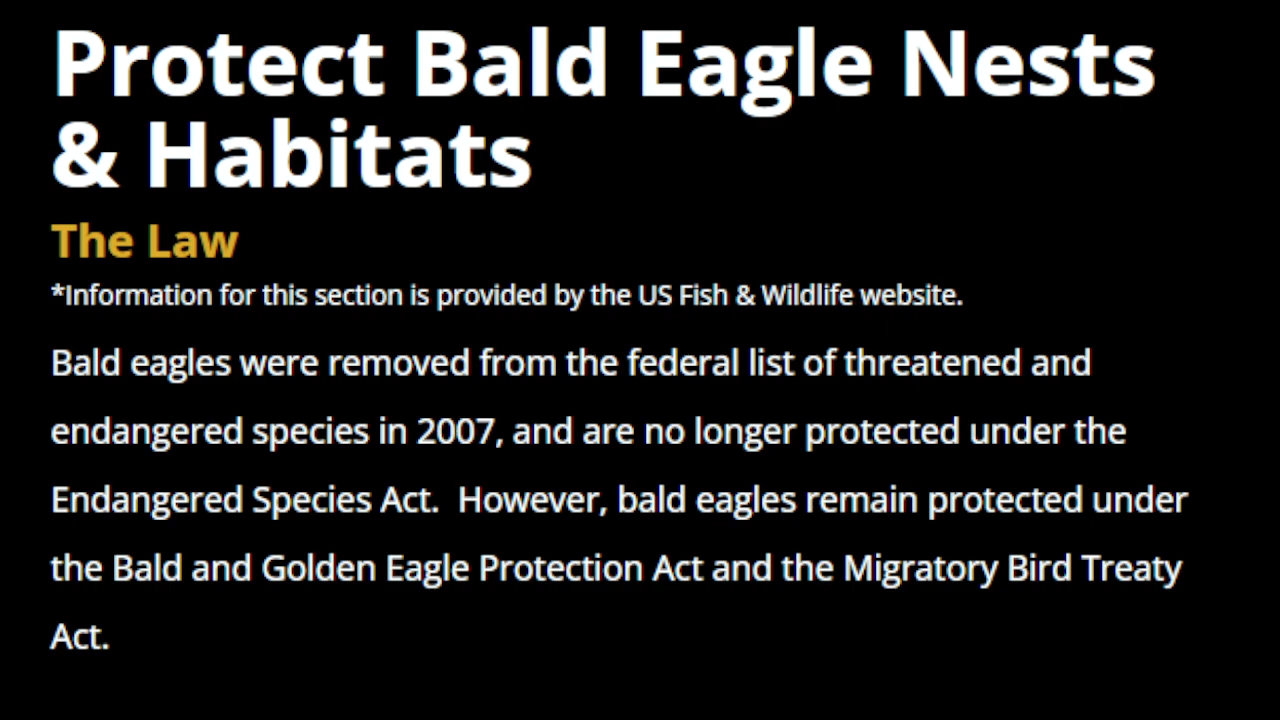 Protect Bald Eagle Nests
& Habitats
The Law
*Information for this section is provided by the US Fish & Wildlife website.
Bald eagles were removed from the federal list of threatened and
endangered species in 2007, and are no longer protected under the
Endangered Species Act.  However, bald eagles remain protected under
the Bald and Golden Eagle Protection Act and the Migratory Bird Treaty
Act.